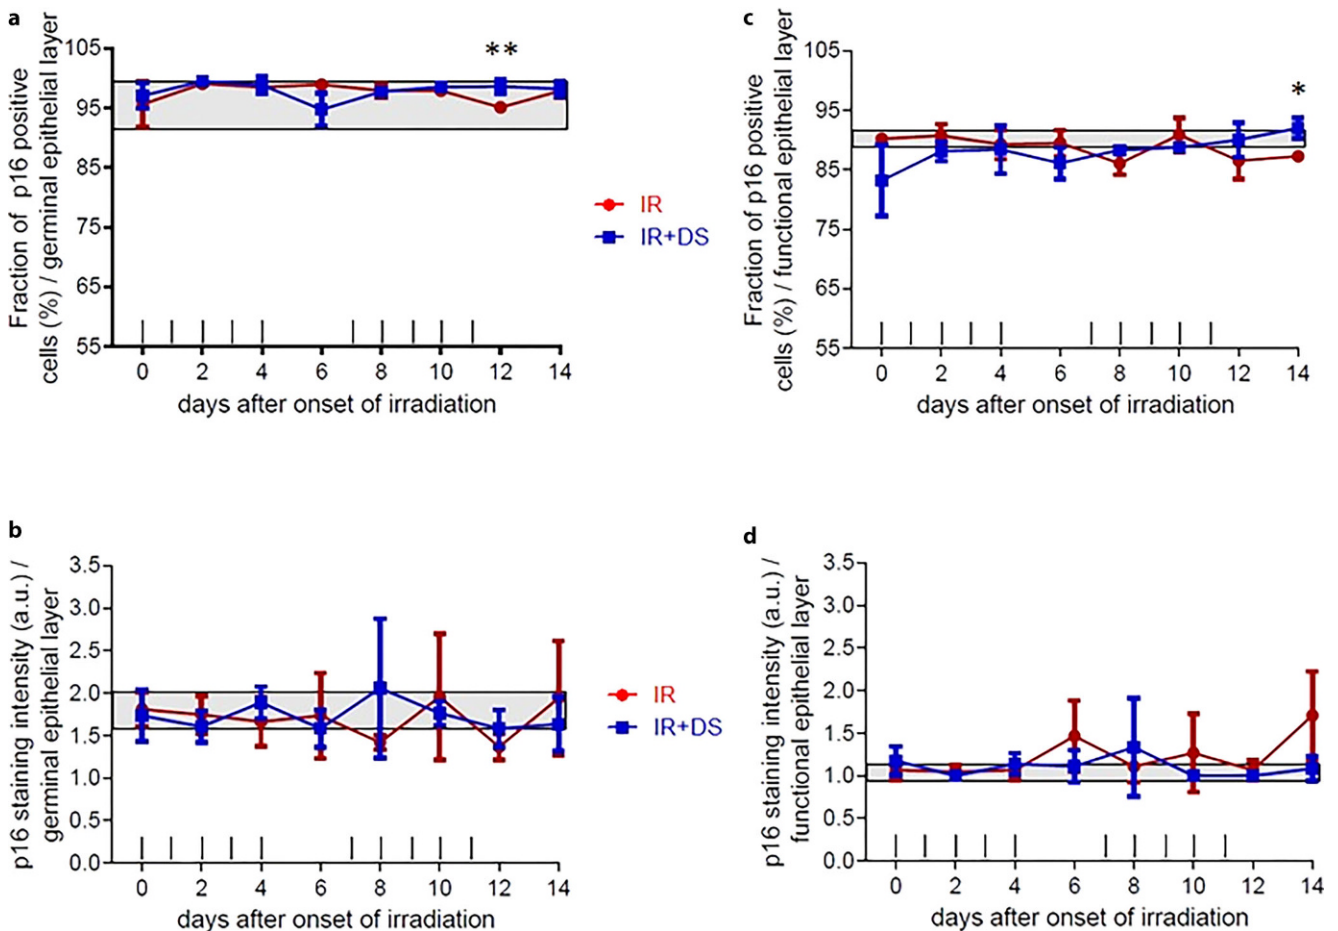 a
**
105
95
85
75
65
55
Fraction of p16 positive
cells (%) / germinal epithelial layer
0 2 4 6 8 10 12 14
days after onset of irradiation
IR
IR+DS
c
*
105
95
85
75
65
55
Fraction of p16 positive
cells (%) / functional epithelial layer
0 2 4 6 8 10 12 14
days after onset of irradiation
b
3.5
3.0
2.5
2.0
1.5
1.0
0.5
0.0
p16 staining intensity (a.u.) /
germinal epithelial layer
0 2 4 6 8 10 12 14
days after onset of irradiation
IR
IR+DS
d
3.5
3.0
2.5
2.0
1.5
1.0
0.5
0.0
p16 staining intensity (a.u.) /
functional epithelial layer
0 2 4 6 8 10 12 14
days after onset of irradiation